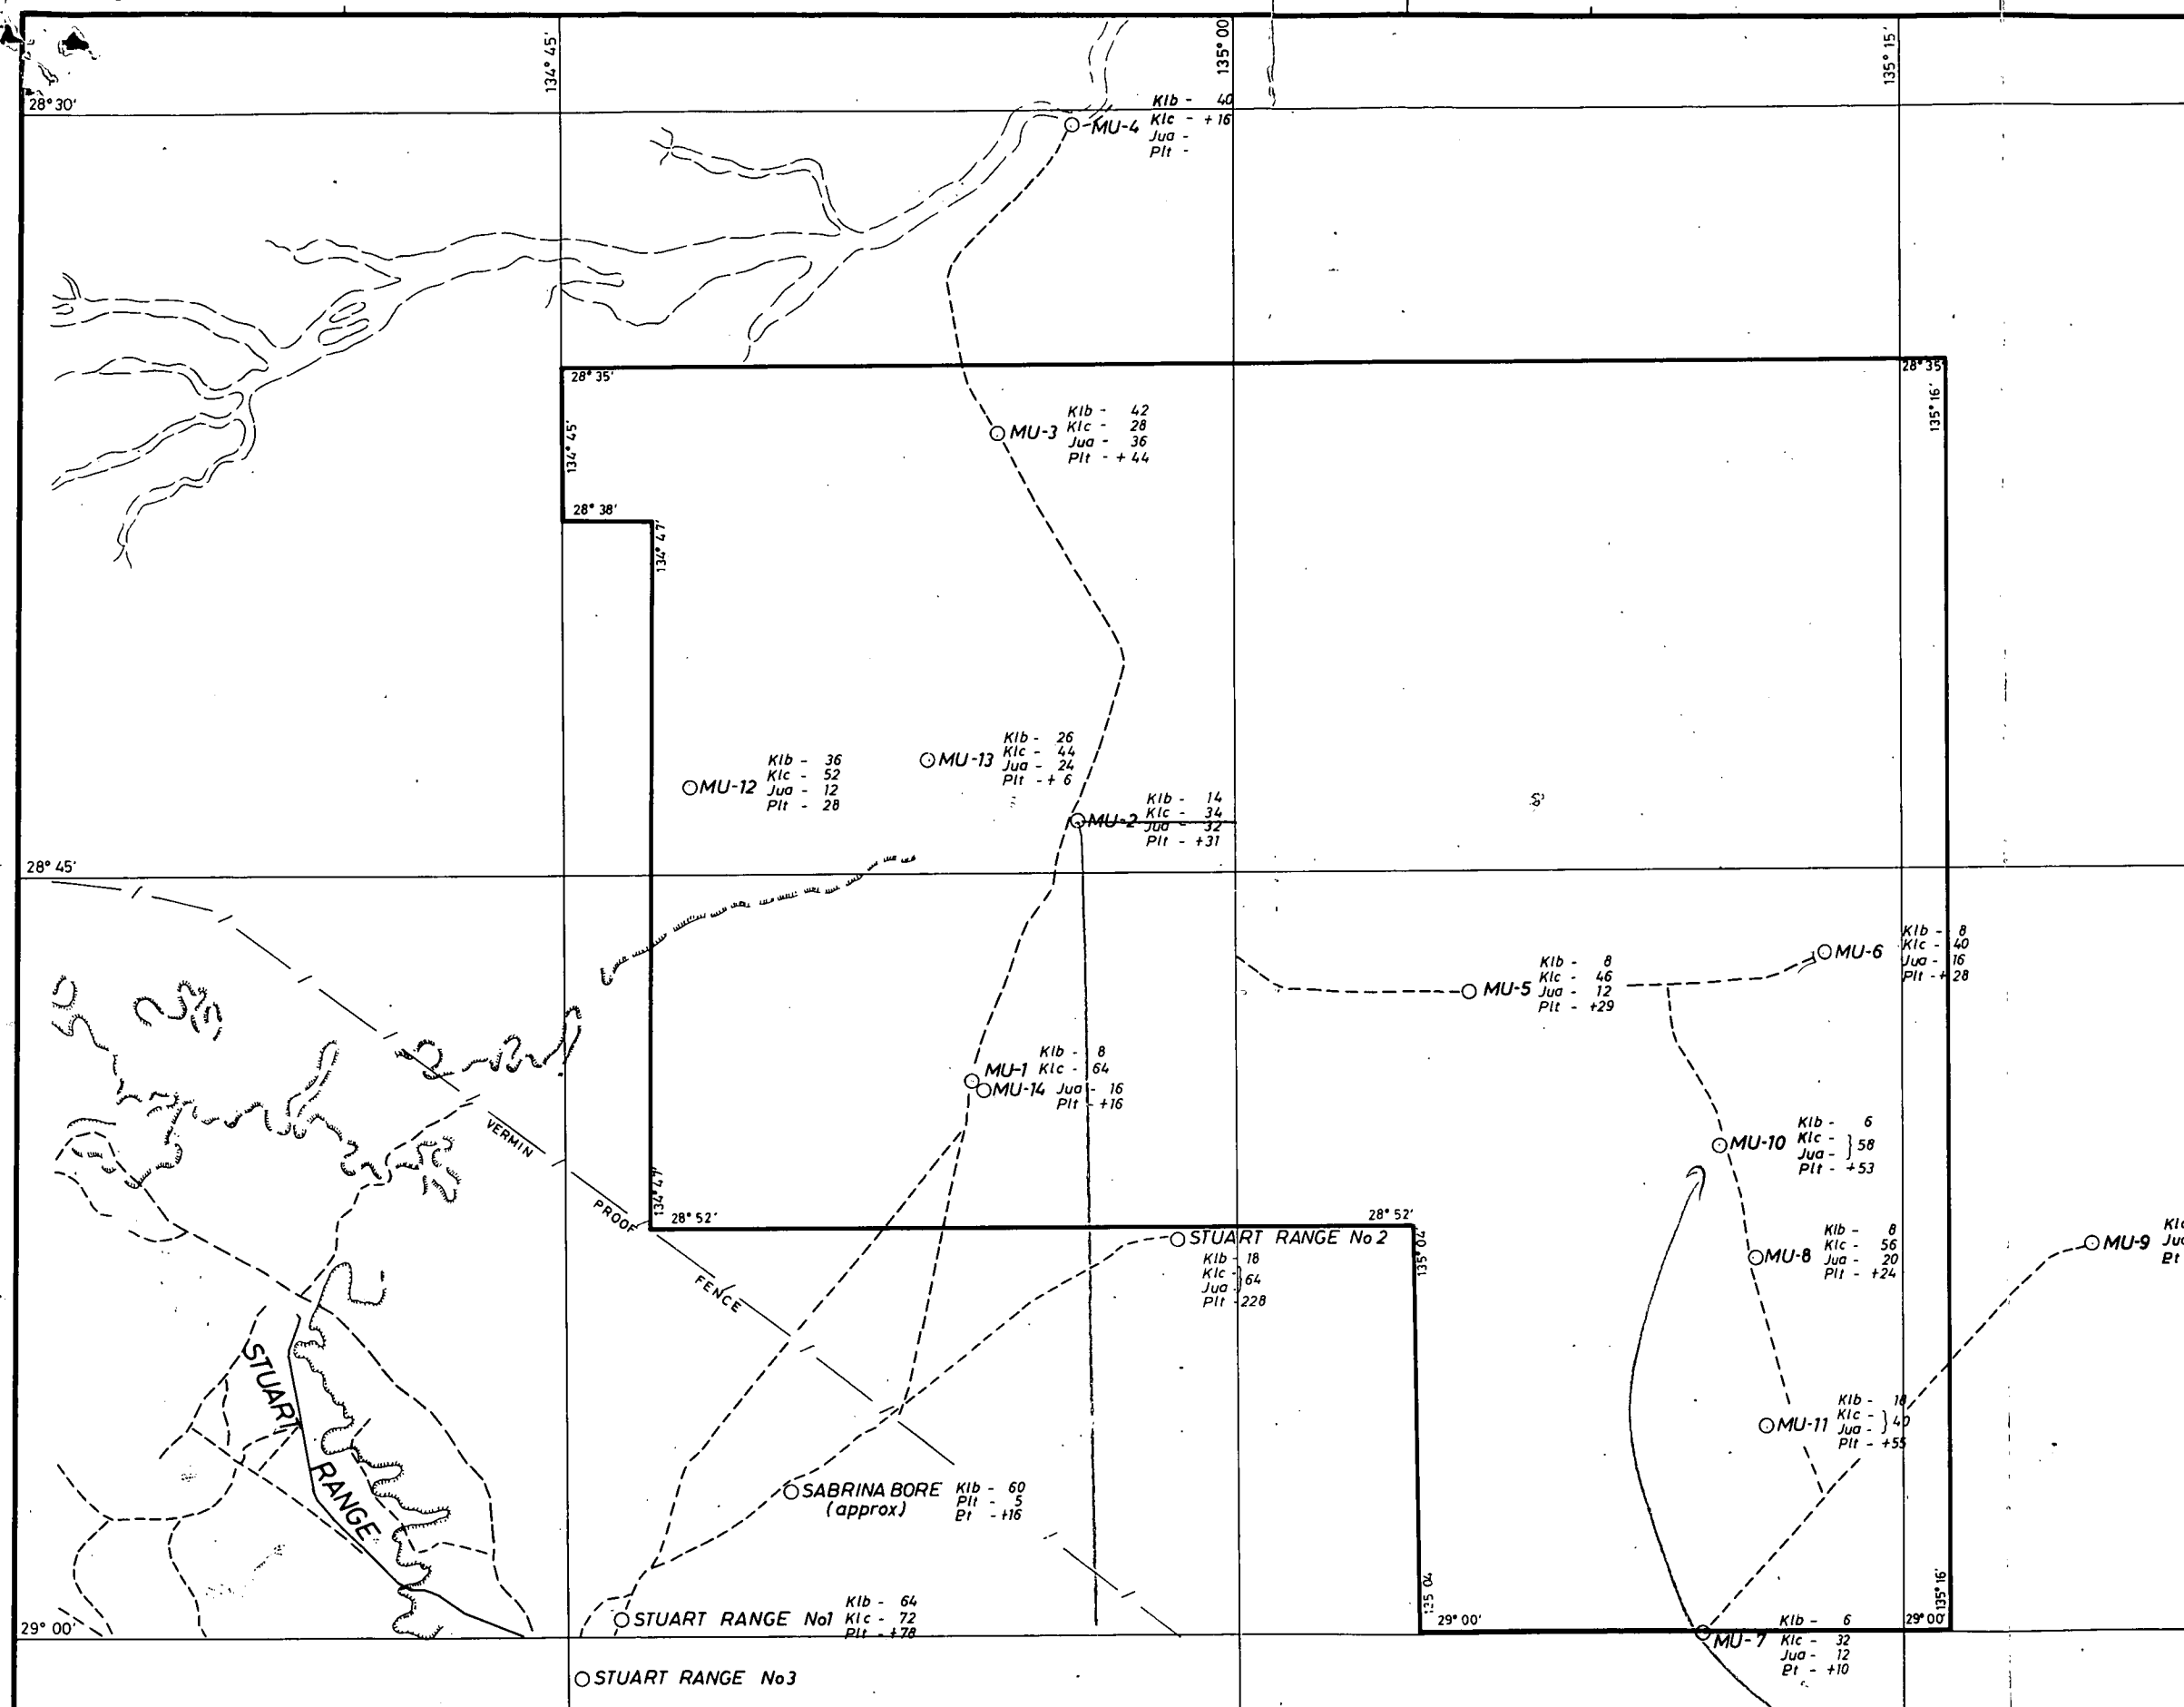 134° 45'
135° 00
135° 15'
28° 30'
MU-4
Klb - 40
Klc - +16
Jua -
Plt -
28° 35'
28° 35'
134° 45'
135° 16'
MU-3
Klb - 42
Klc - 28
Jua - 36
Plt - +44
28° 38'
134° 47'
MU-13
Klb - 26
Klc - 44
Jua - 24
Plt - +6
MU-12
Klb - 36
Klc - 52
Jua - 12
Plt - 28
MU-2
Klb - 14
Klc - 34
Jua - 32
Plt - +31
28° 45'
MU-6
Klb - 8
Klc - 40
Jua - 16
Plt - +28
MU-5
Klb - 8
Klc - 46
Jua - 12
Plt - +29
MU-1
MU-14
Klb - 8
Klc - 64
Jua - 16
Plt - +16
VERMIN
PROOF
FENCE
MU-10
Klb - 6
Klc - } 58
Jua -
Plt - +53
134° 47'
28° 52'
28° 52'
135° 04
STUART RANGE No 2
Klb - 18
Klc - } 64
Jua
Plt - 228
MU-8
Klb - 8
Klc - 56
Jua - 20
Plt - +24
MU-9
Klc
Jua
Pt
STUART
RANGE
MU-11
Klb - 18
Klc - } 40
Jua -
Plt - +55
SABRINA BORE
(approx)
Klb - 60
Plt - 5
Pt - +16
STUART RANGE No1
Klb - 64
Klc - 72
Plt - +78
29° 00'
135 04
29° 00'
29° 00'
135° 16'
MU-7
Klb - 6
Klc - 32
Jua - 12
Pt - +10
STUART RANGE No3